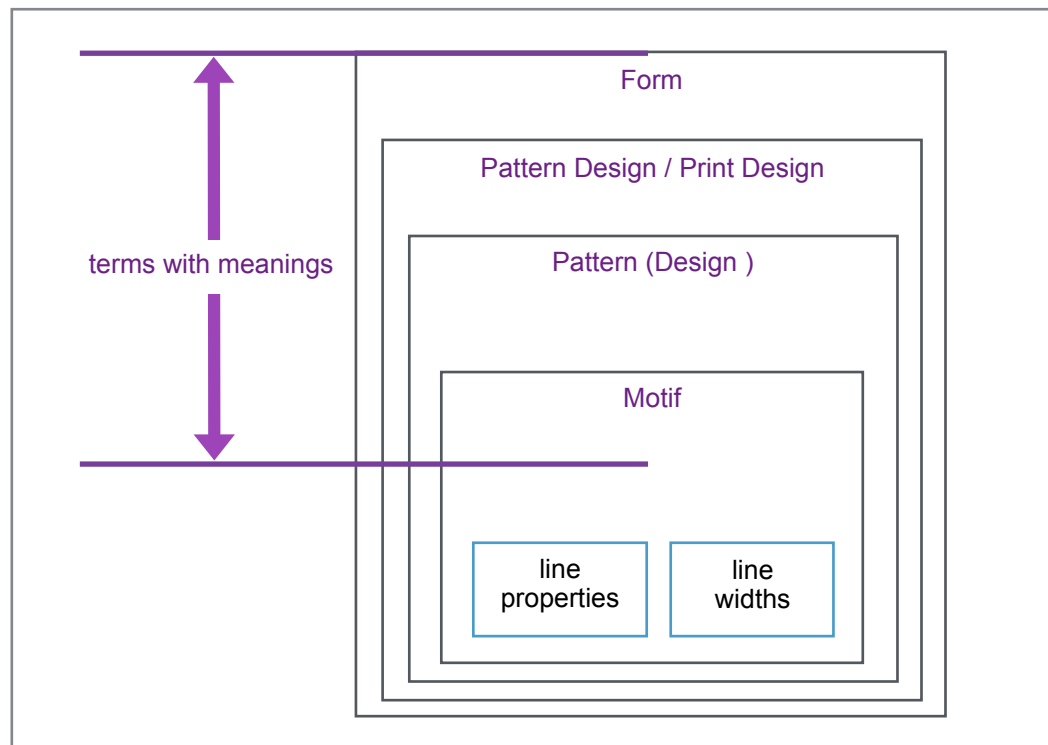 Form
Pattern Design / Print Design
Pattern (Design )
terms with meanings
Motif
line
properties
line
widths